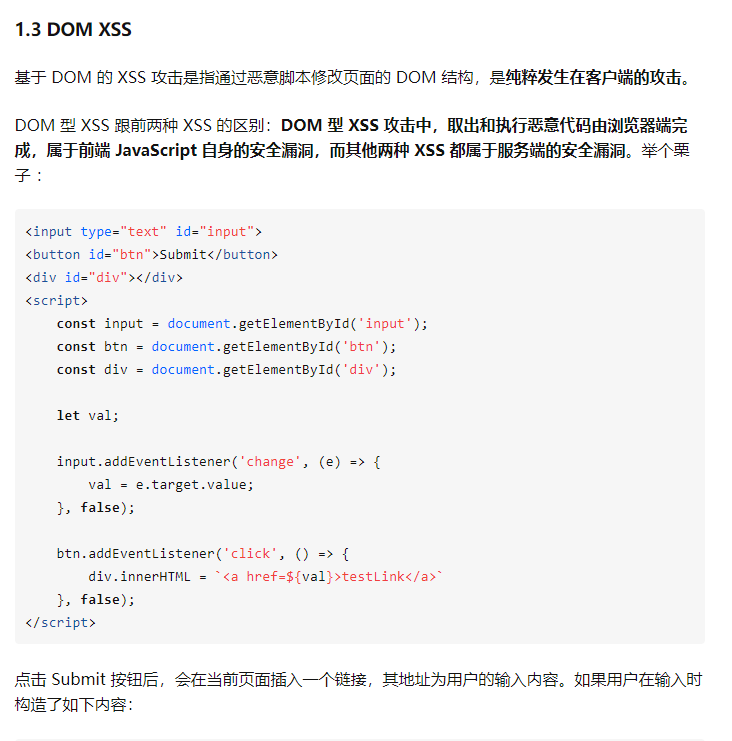 1.3 DOM XSS
基于 DOM 的 XSS 攻击是指通过恶意脚本修改页面的 DOM 结构，是纯粹发生在客户端的攻击。
DOM 型 XSS 跟前两种 XSS 的区别：DOM 型 XSS 攻击中，取出和执行恶意代码由浏览器端完
成，属于前端 JavaScript 自身的安全漏洞，而其他两种 XSS 都属于服务端的安全漏洞。举个栗
子：
<input type="text" id="input">
<button id="btn">Submit</button>
<div id="div"></div>
<script>
    const input = document.getElementById('input');
    const btn = document.getElementById('btn');
    const div = document.getElementById('div');
    let val;
    input.addEventListener('change', (e) => {
        val = e.target.value;
    }, false);
    btn.addEventListener('click', () => {
        div.innerHTML = `<a href=${val}>testLink</a>`
    }, false);
</script>
点击 Submit 按钮后，会在当前页面插入一个链接，其地址为用户的输入内容。如果用户在输入时
构造了如下内容：